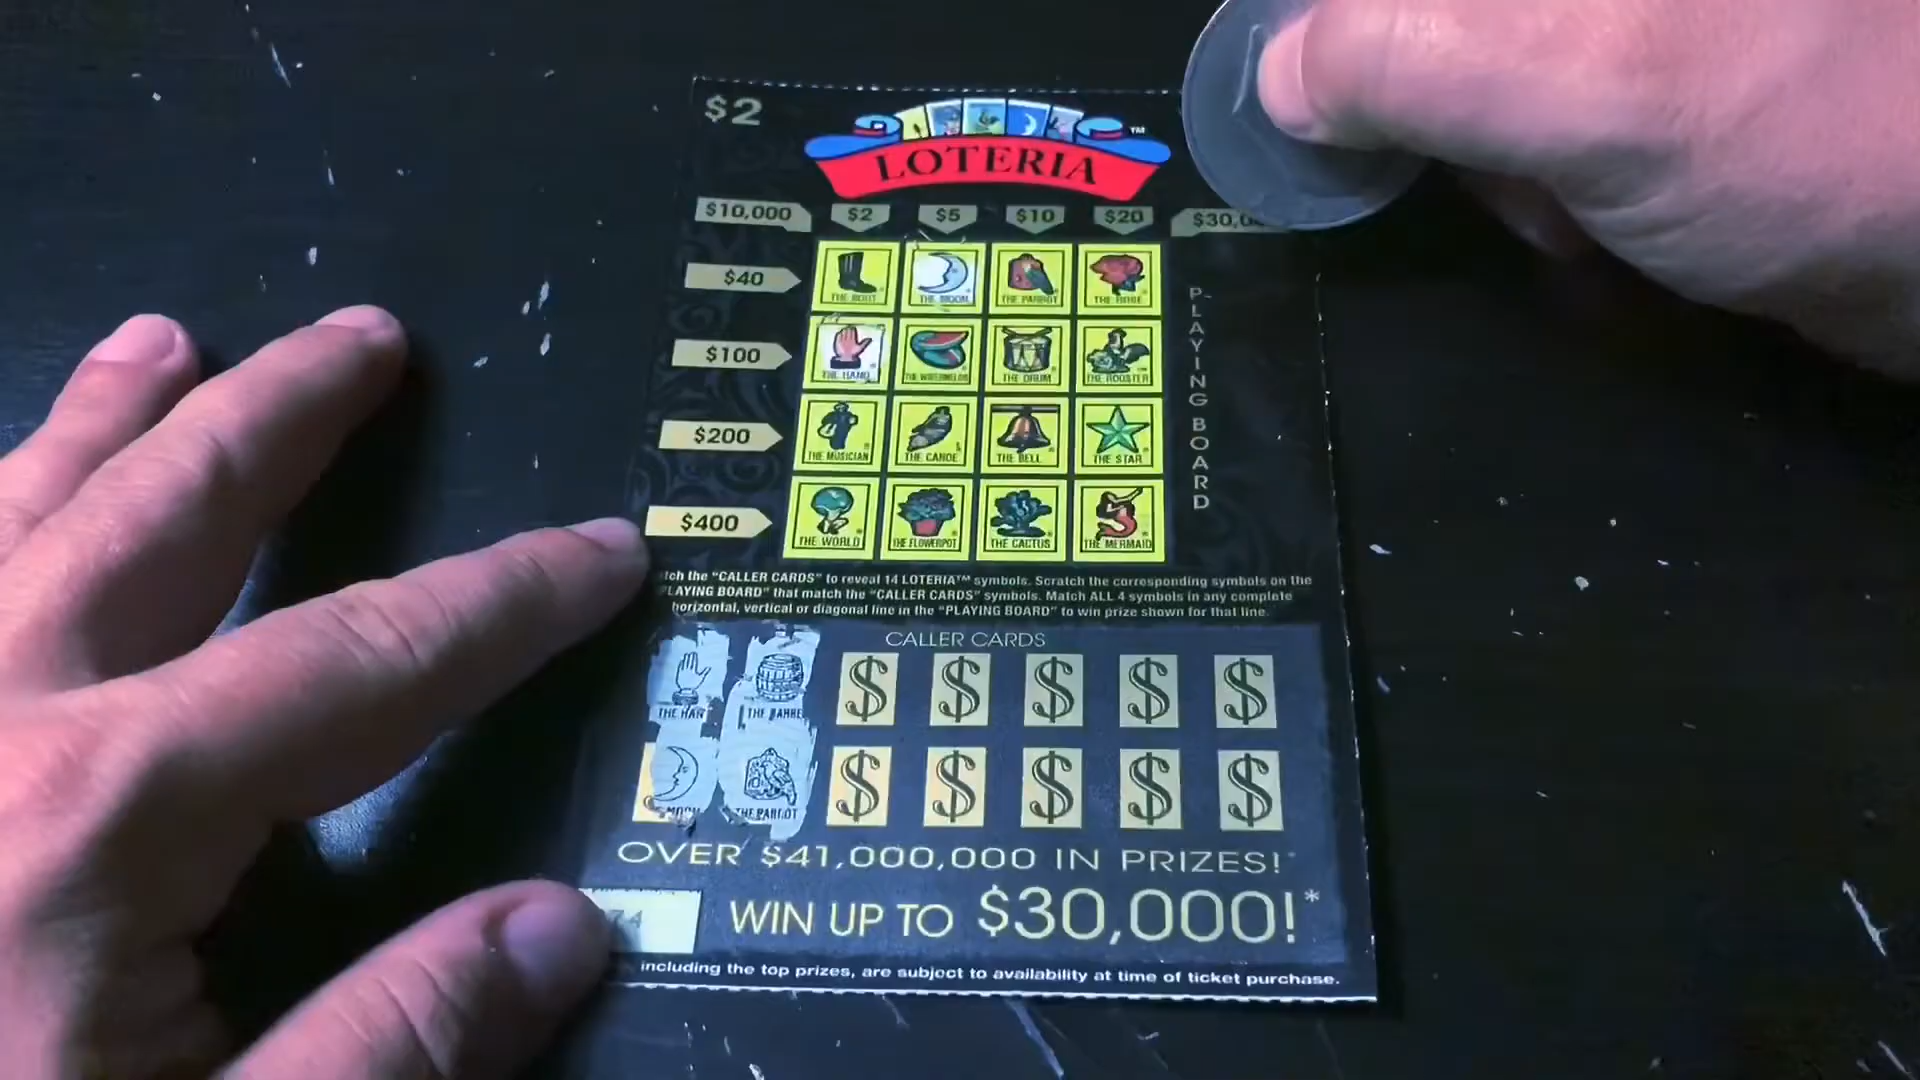 $2
LOTERIA™
$10,000 $2 $5 $10 $20
$40
THE BOOT THE MOON THE PARROT THE ROSE
$100
THE HAND THE WATERMELON THE DRUM THE ROOSTER
$200
THE MUSICIAN THE CANOE THE BELL THE STAR
$400
THE WORLD THE FLOWERPOT THE CACTUS THE MERMAID
PLAYING BOARD
the "CALLER CARDS" to reveal 14 LOTERIA™ symbols. Scratch the corresponding symbols on the
PLAYING BOARD" that match the "CALLER CARDS" symbols. Match ALL 4 symbols in any complete
horizontal, vertical or diagonal line in the "PLAYING BOARD" to win prize shown for that line.
CALLER CARDS
THE HAN THE BARRE $ $ $ $ $
MOON THE PARROT $ $ $ $ $
OVER $41,000,000 IN PRIZES!*
74
WIN UP TO $30,000!*
including the top prizes, are subject to availability at time of ticket purchase.